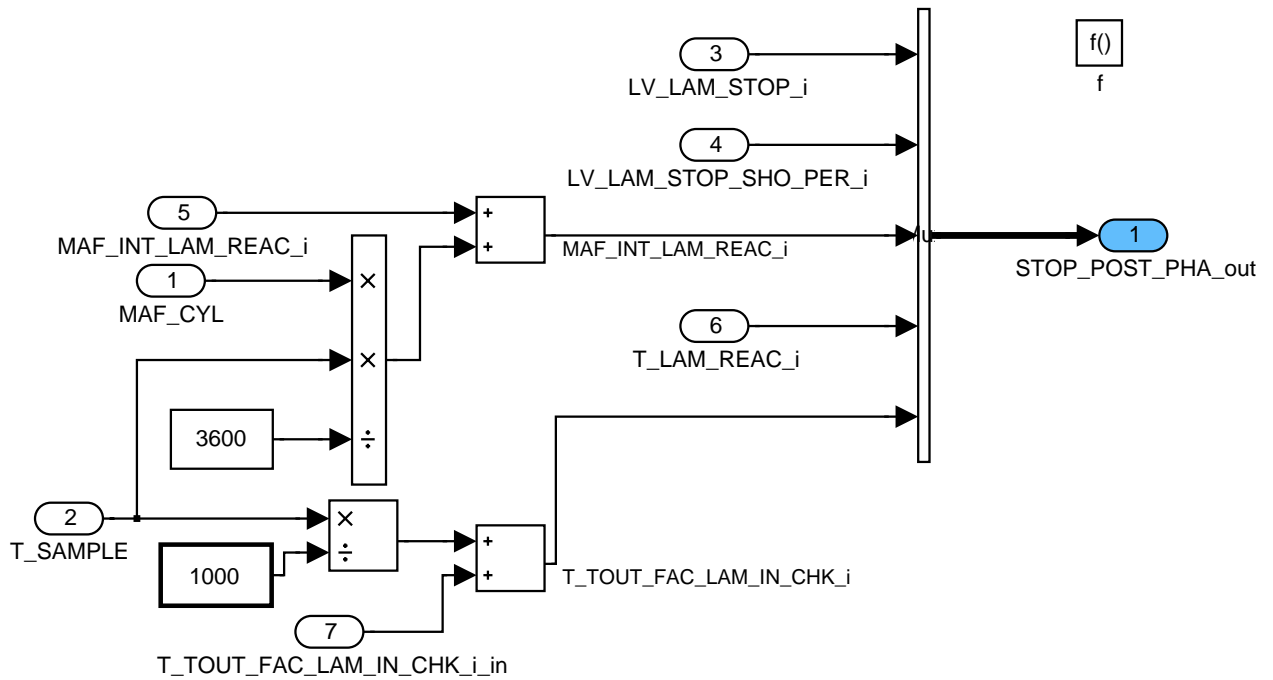 3
LV_LAM_STOP_i
f()
f
4
LV_LAM_STOP_SHO_PER_i
5
MAF_INT_LAM_REAC_i
+
+
MAF_INT_LAM_REAC_i
1
STOP_POST_PHA_out
1
MAF_CYL
×
×
÷
3600
6
T_LAM_REAC_i
2
T_SAMPLE
×
÷
1000
+
+
T_TOUT_FAC_LAM_IN_CHK_i
7
T_TOUT_FAC_LAM_IN_CHK_i_in